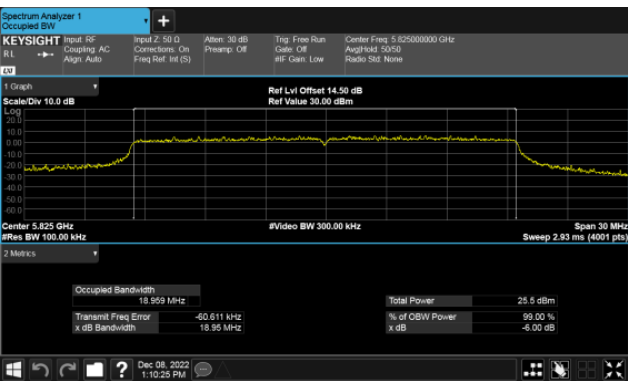 Spectrum Analyzer 1
Occupied BW
+
KEYSIGHT Input: RF Input Z: 50 Ω Atten: 30 dB Trig: Free Run Center Freq: 5.825000000 GHz
R L Coupling: AC Corrections: On Preamp: Off Gate: Off Avg|Hold: 50/50
Align: Auto Freq Ref: Int (S) #IF Gain: Low Radio Std: None
LXI
1 Graph Ref Lvl Offset 14.50 dB
Scale/Div 10.0 dB Ref Value 30.00 dBm
Log
20.0
10.0
0.00
-10.0
-20.0
-30.0
-40.0
-50.0
-60.0
Center 5.825 GHz #Video BW 300.00 kHz Span 30 MHz
#Res BW 100.00 kHz Sweep 2.93 ms (4001 pts)
2 Metrics
Occupied Bandwidth
18.959 MHz Total Power 25.5 dBm
Transmit Freq Error -60.611 kHz % of OBW Power 99.00 %
x dB Bandwidth 18.95 MHz x dB -6.00 dB
? Dec 08, 2022
1:10:25 PM